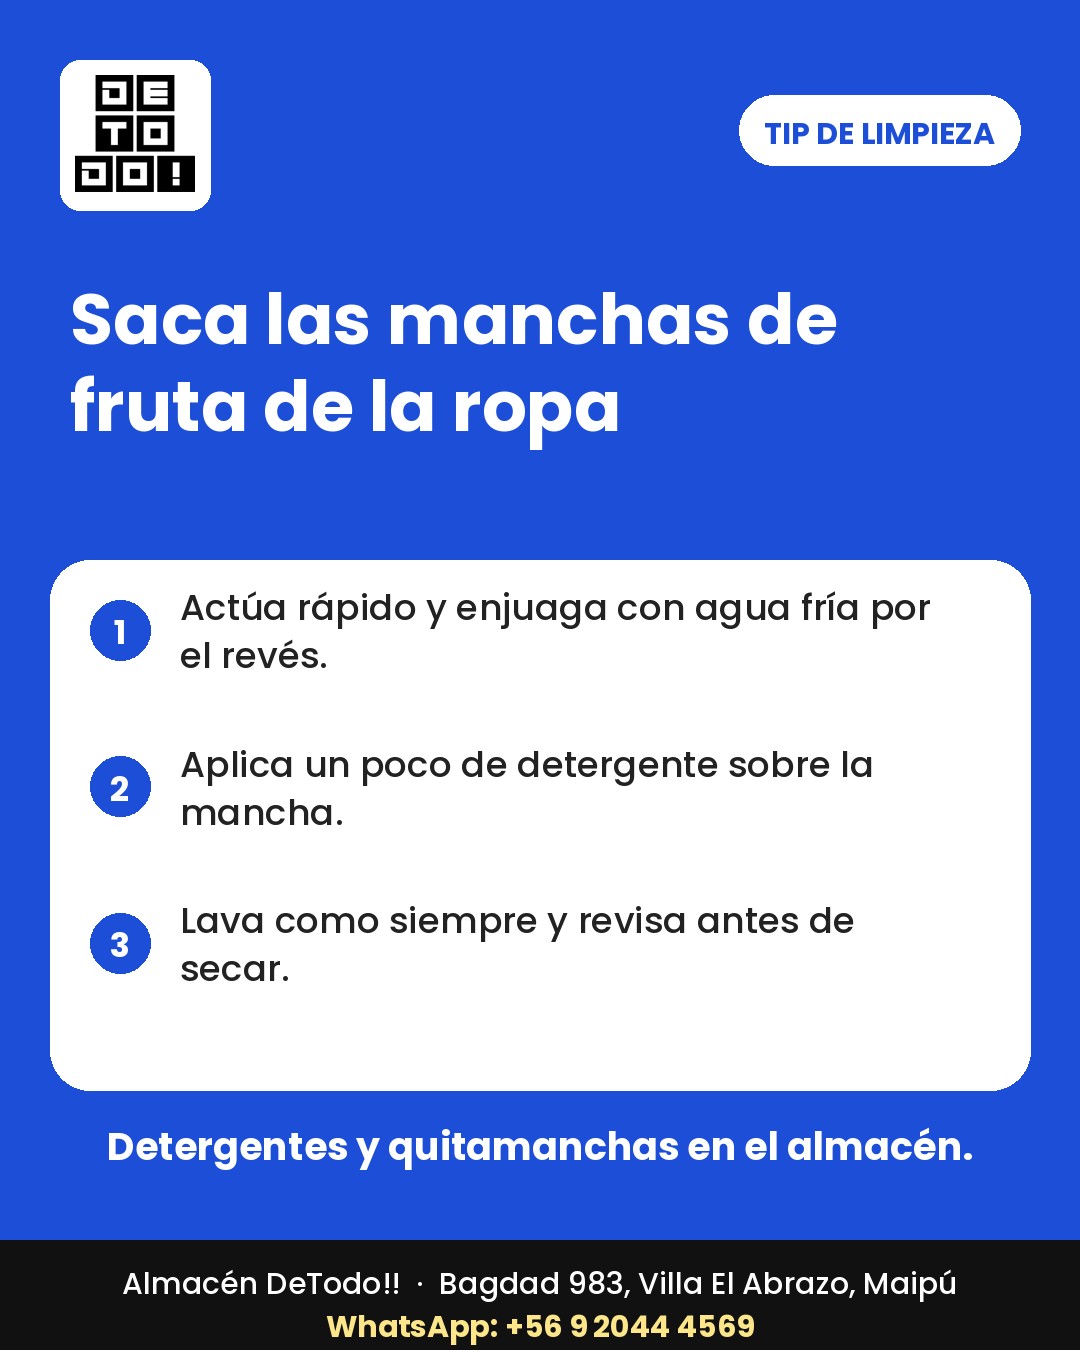 DE
TO
DO!
TIP DE LIMPIEZA
Saca las manchas de
fruta de la ropa
1 Actúa rápido y enjuaga con agua fría por
el revés.
2 Aplica un poco de detergente sobre la
mancha.
3 Lava como siempre y revisa antes de
secar.
Detergentes y quitamanchas en el almacén.
Almacén DeTodo!! · Bagdad 983, Villa El Abrazo, Maipú
WhatsApp: +56 9 2044 4569